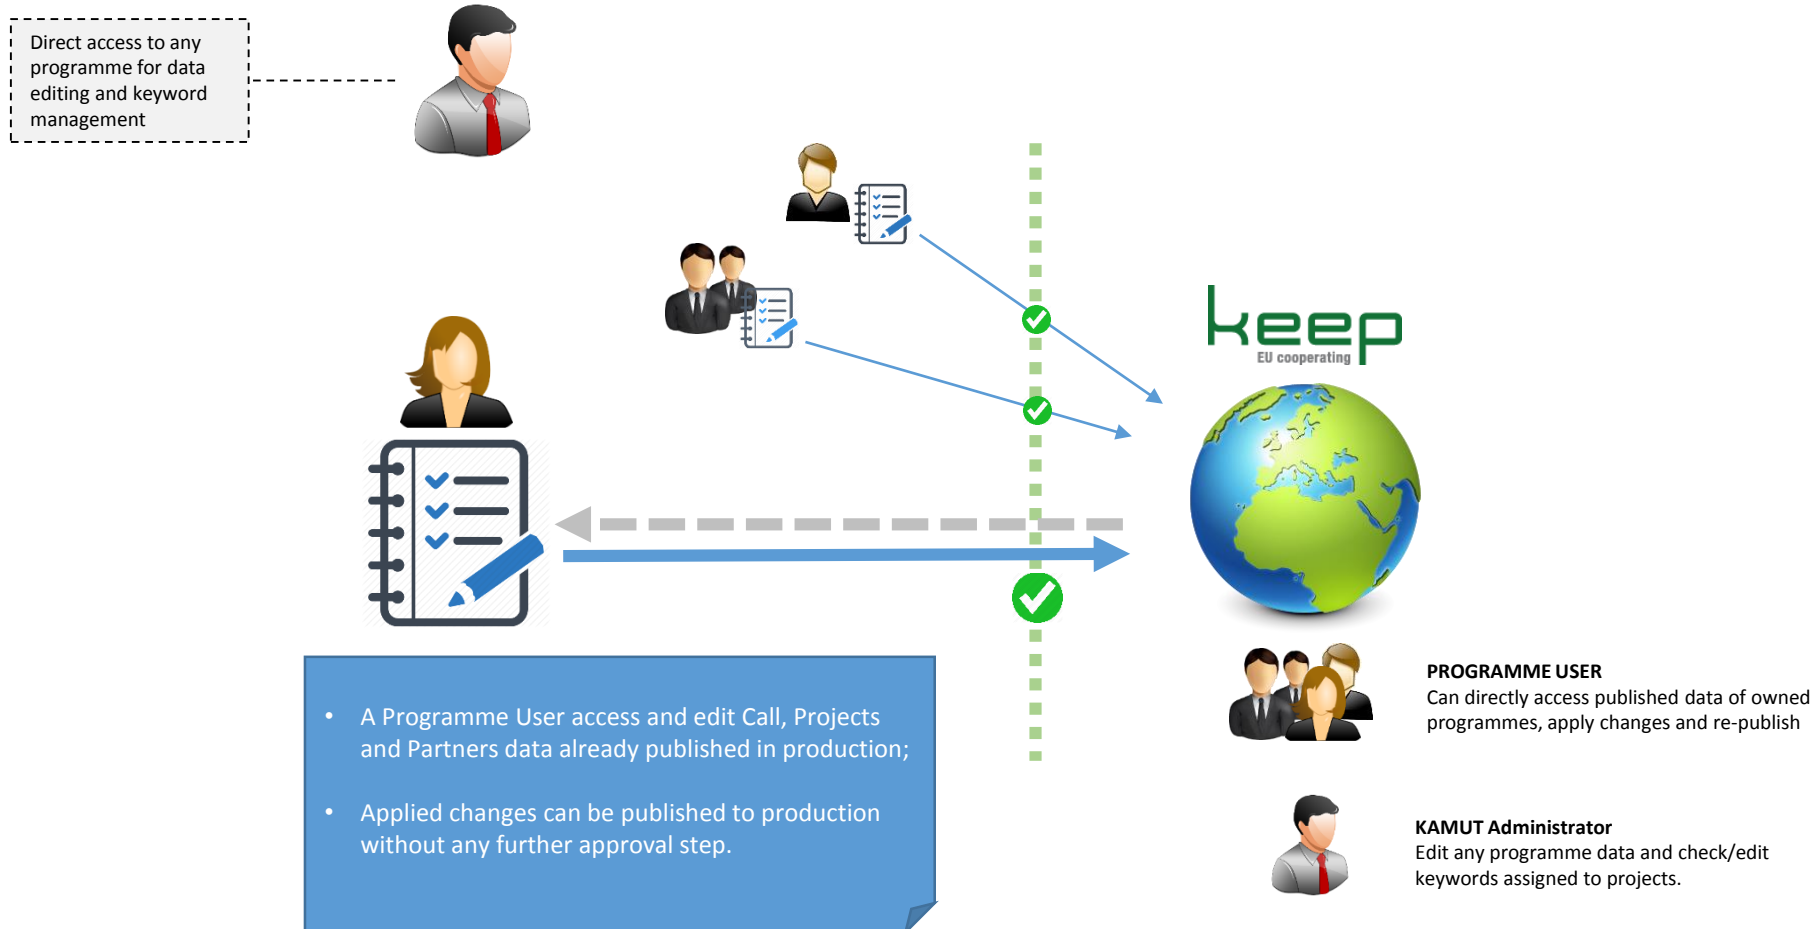 Direct access to any
programme for data
editing and keyword
management
keep
EU cooperating
• A Programme User access and edit Call, Projects
and Partners data already published in production;
• Applied changes can be published to production
without any further approval step.
PROGRAMME USER
Can directly access published data of owned
programmes, apply changes and re-publish
KAMUT Administrator
Edit any programme data and check/edit
keywords assigned to projects.